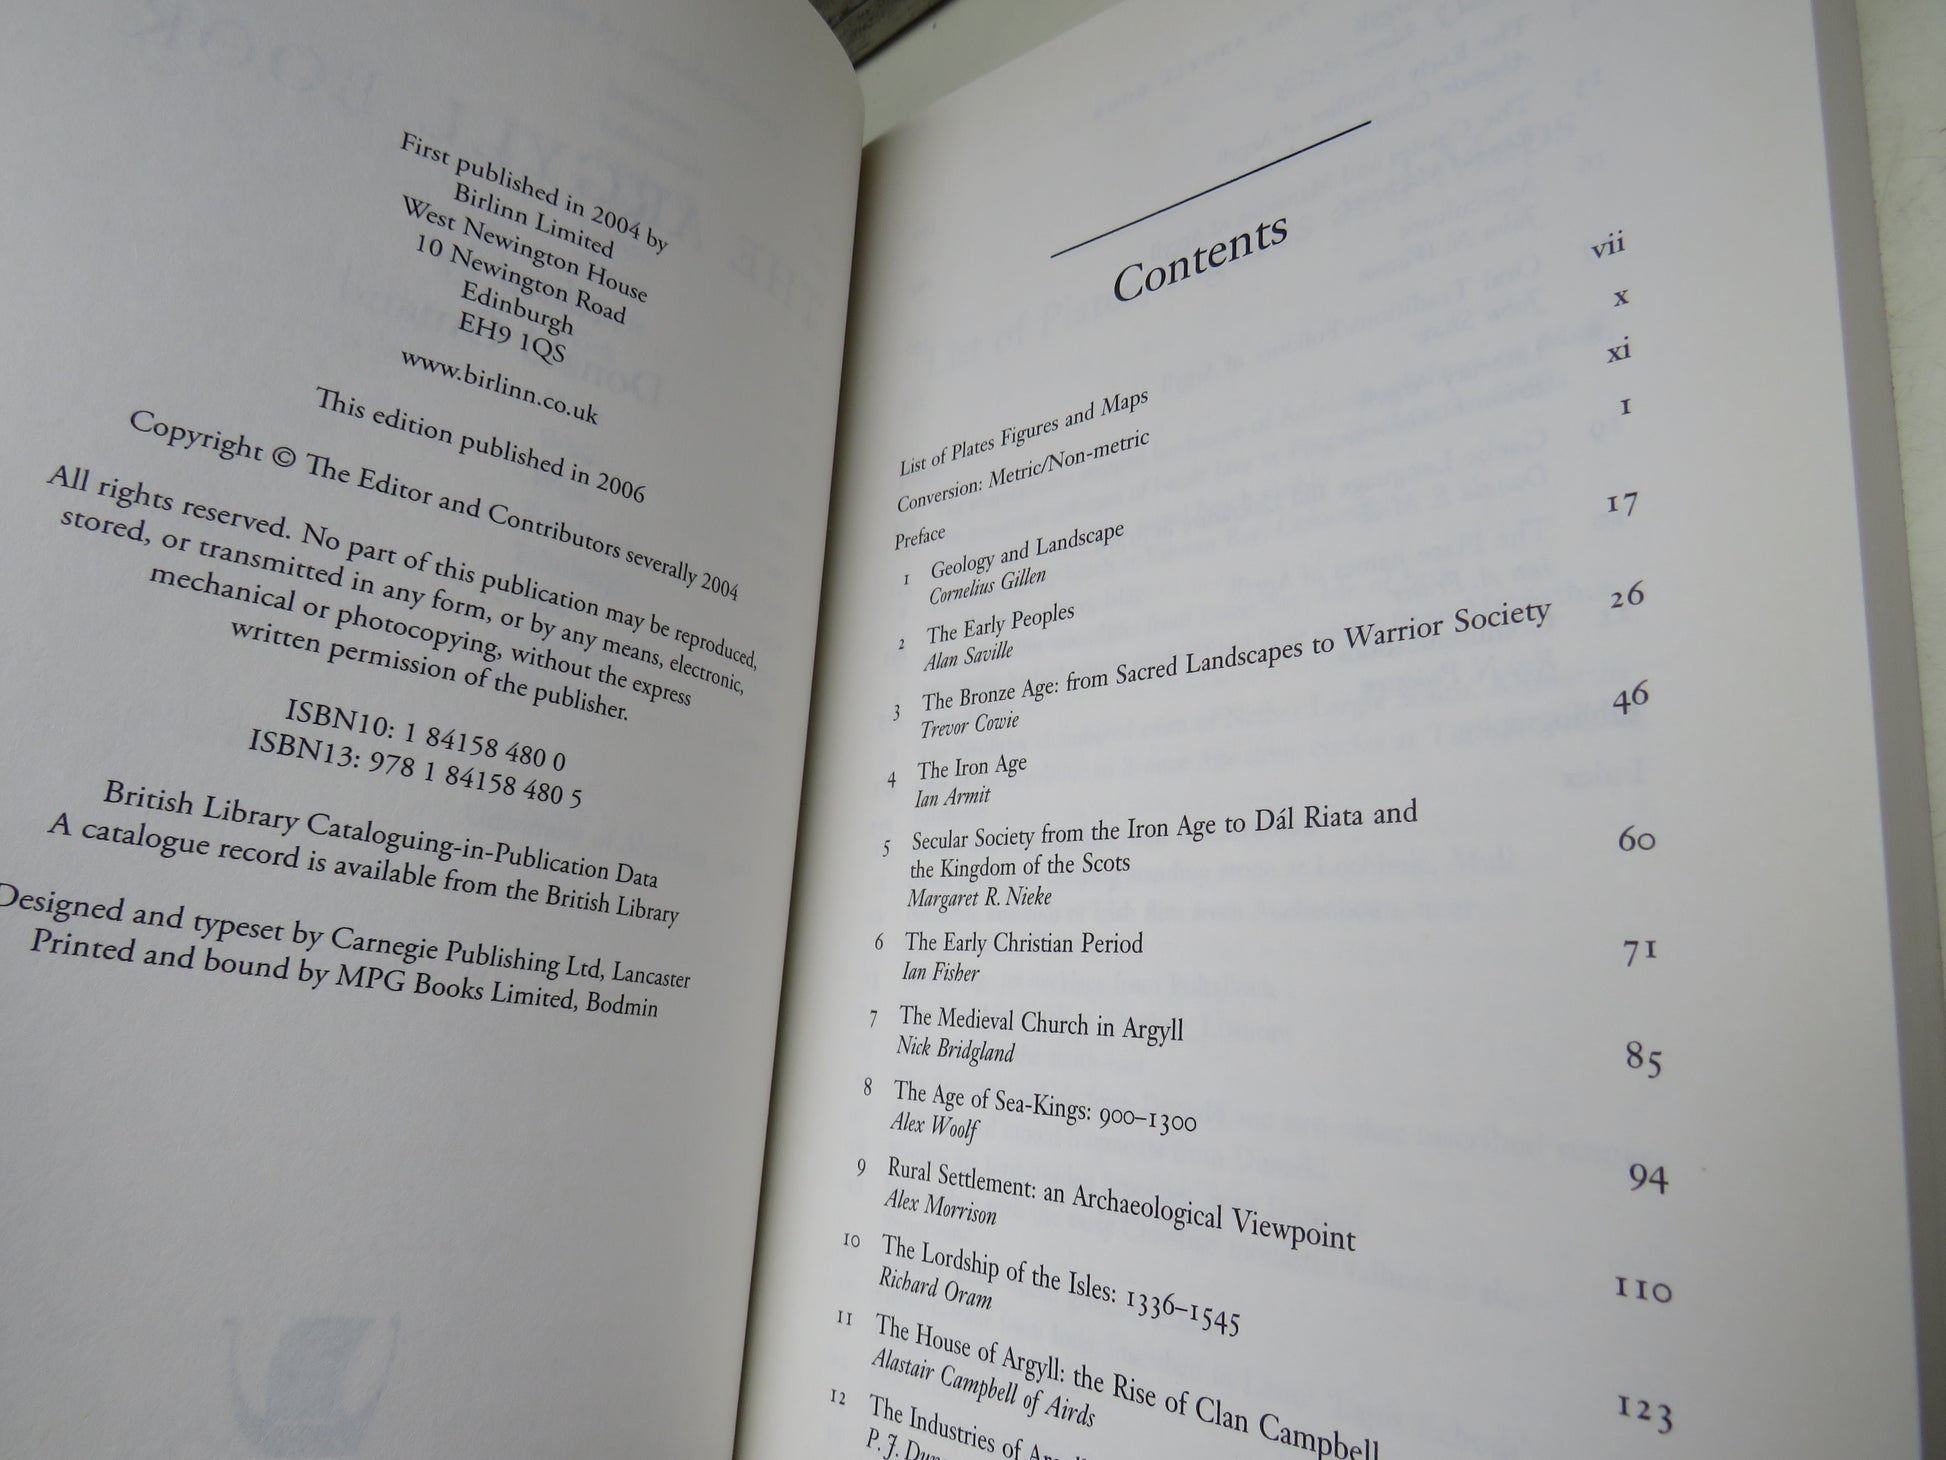 First published in 2004 by
Birlinn Limited
West Newington House
10 Newington Road
Edinburgh
EH9 1QS
www.birlinn.co.uk
This edition published in 2006
Copyright © The Editor and Contributors severally 2004
All rights reserved. No part of this publication may be reproduced,
stored, or transmitted in any form, or by any means, electronic,
mechanical or photocopying, without the express
written permission of the publisher.
ISBN10: 1 84158 480 0
ISBN13: 978 1 84158 480 5
British Library Cataloguing-in-Publication Data
A catalogue record is available from the British Library
Designed and typeset by Carnegie Publishing Ltd, Lancaster
Printed and bound by MPG Books Limited, Bodmin
Contents
List of Plates Figures and Maps vii
Conversion: Metric/Non-metric x
Preface xi
1 Geology and Landscape 1
Cornelius Gillen
2 The Early Peoples 17
Alan Saville
3 The Bronze Age: from Sacred Landscapes to Warrior Society 26
Trevor Cowie
4 The Iron Age 46
Ian Armit
5 Secular Society from the Iron Age to Dál Riata and
the Kingdom of the Scots 60
Margaret R. Nieke
6 The Early Christian Period 71
Ian Fisher
7 The Medieval Church in Argyll 85
Nick Bridgland
8 The Age of Sea-Kings: 900–1300 94
Alex Woolf
9 Rural Settlement: an Archaeological Viewpoint 110
Alex Morrison
10 The Lordship of the Isles: 1336–1545 123
Richard Oram
11 The House of Argyll: the Rise of Clan Campbell
Alastair Campbell of Airds
12 The Industries of
P. J.